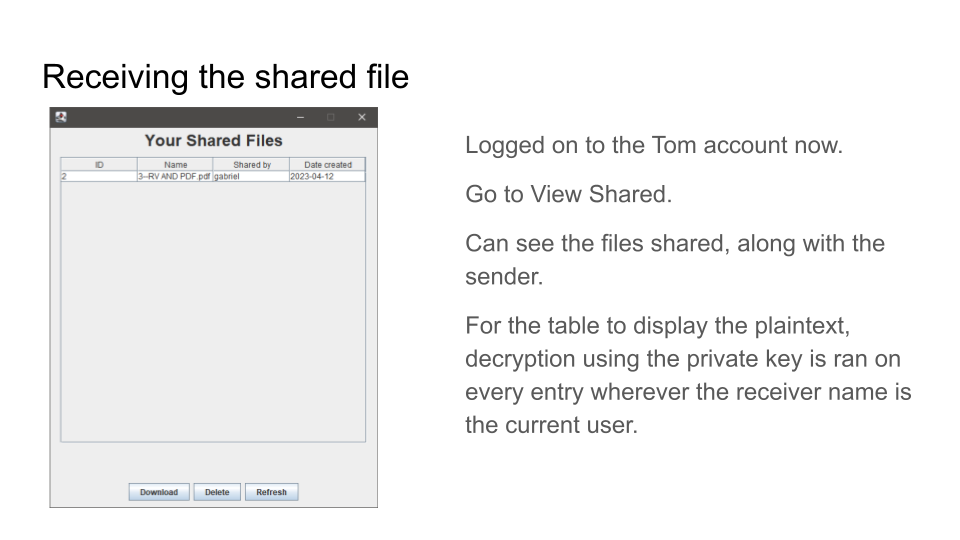 Receiving the shared file
Your Shared Files
ID Name Shared by Date created
2 3--RV AND PDF.pdf gabriel 2023-04-12
Download Delete Refresh
Logged on to the Tom account now.
Go to View Shared.
Can see the files shared, along with the
sender.
For the table to display the plaintext,
decryption using the private key is ran on
every entry wherever the receiver name is
the current user.